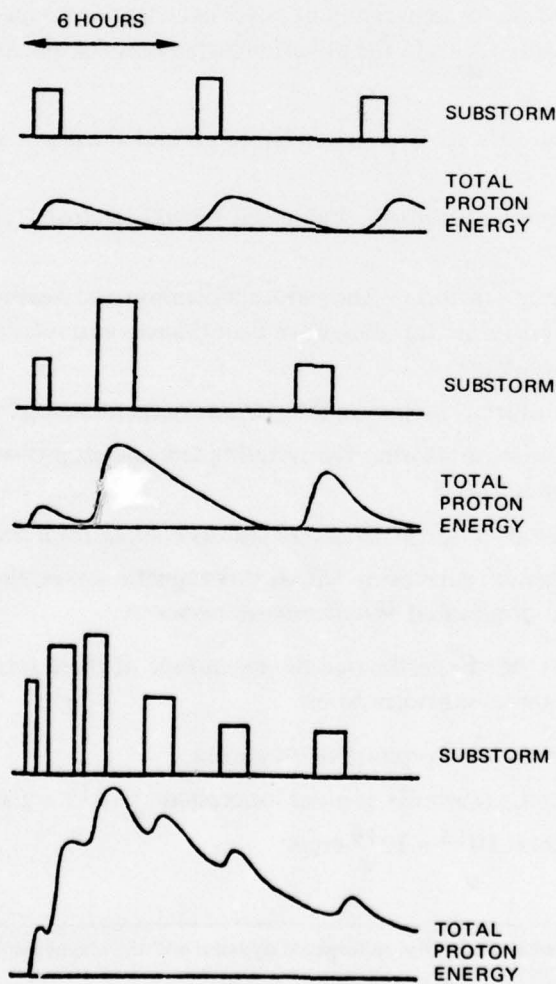 6 HOURS
SUBSTORM
TOTAL
PROTON
ENERGY
SUBSTORM
TOTAL
PROTON
ENERGY
SUBSTORM
TOTAL
PROTON
ENERGY